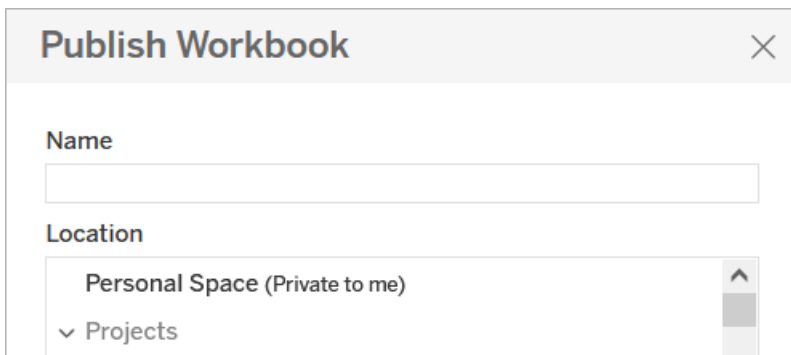 Publish Workbook
Name
Location
Personal Space (Private to me)
Projects